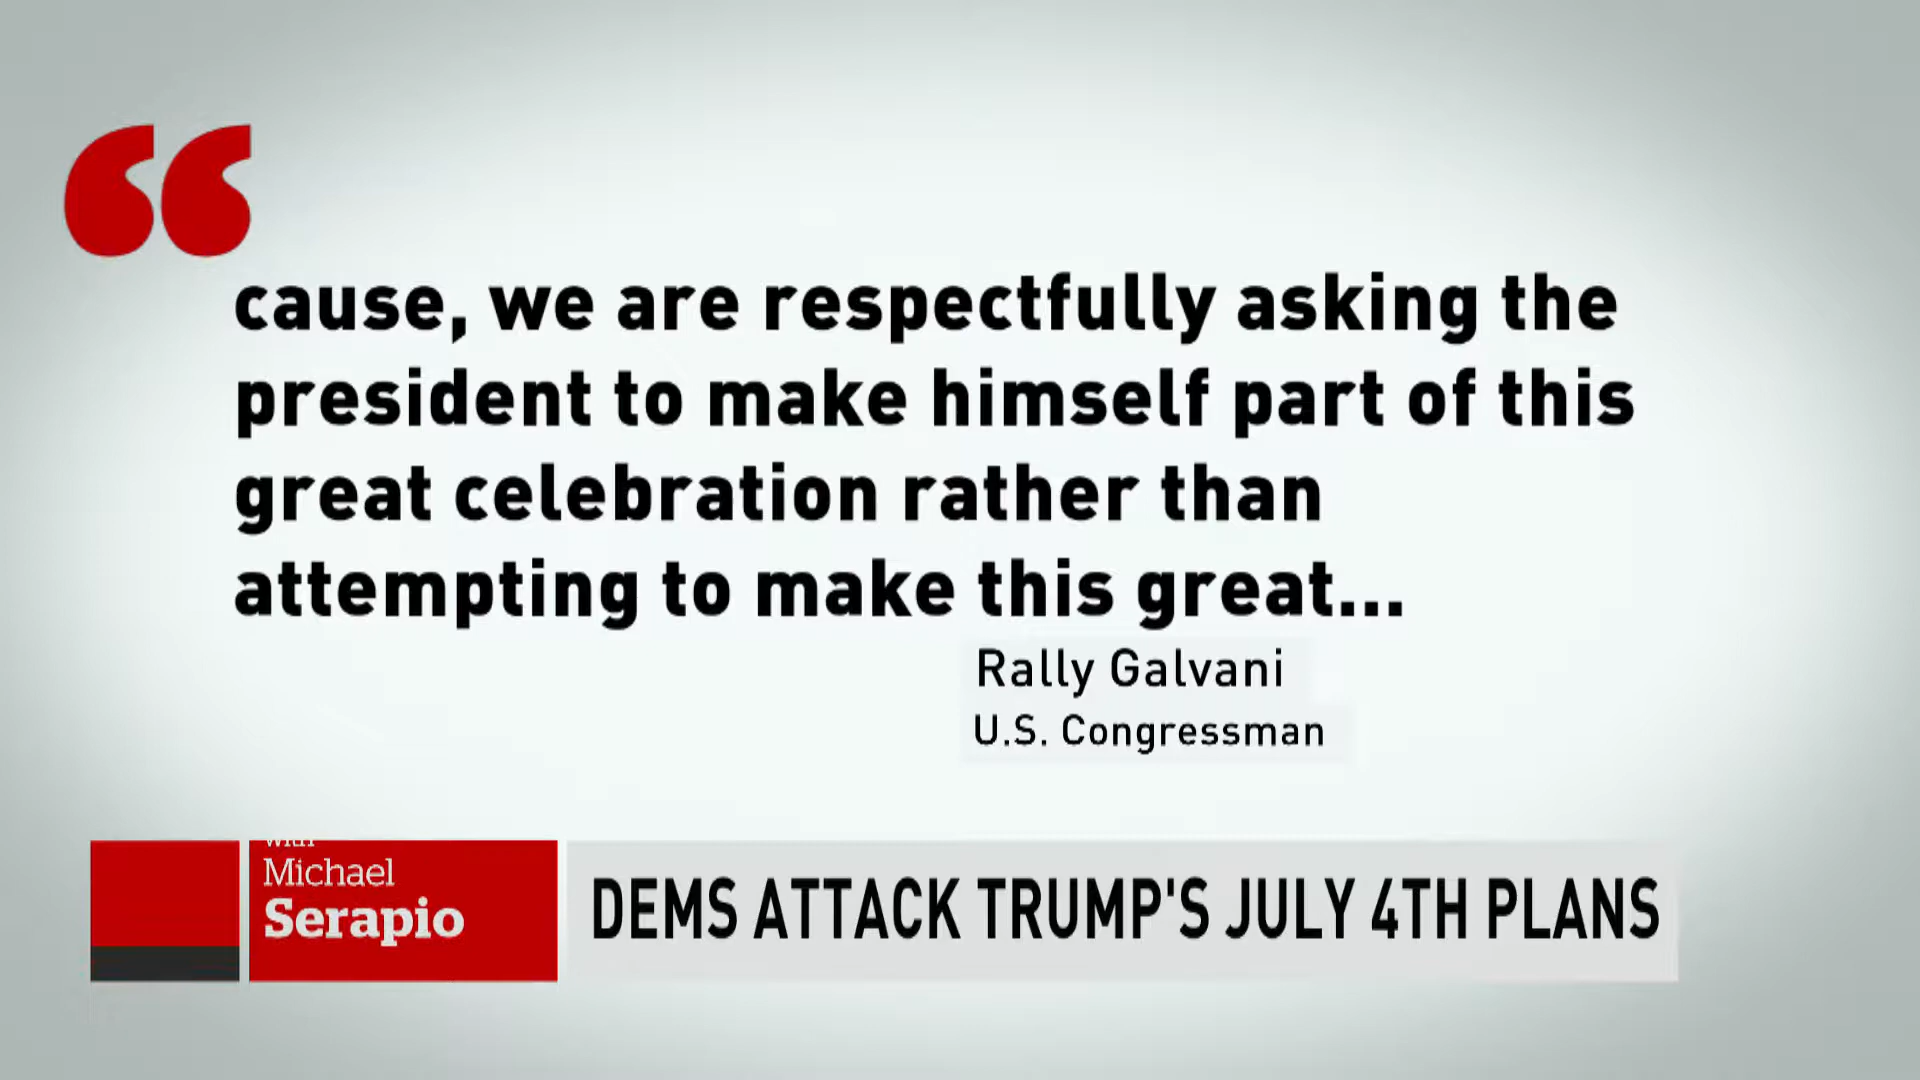 “
cause, we are respectfully asking the
president to make himself part of this
great celebration rather than
attempting to make this great...
Rally Galvani
U.S. Congressman
with
Michael
Serapio
DEMS ATTACK TRUMP'S JULY 4TH PLANS